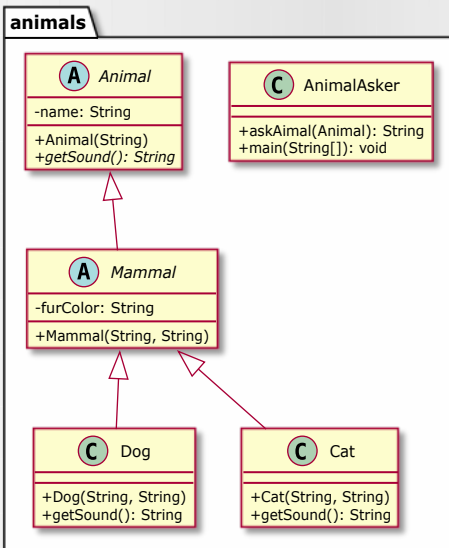 animals
A Animal
-name: String
+Animal(String)
+getSound(): String
C AnimalAsker
+askAimal(Animal): String
+main(String[]): void
A Mammal
-furColor: String
+Mammal(String, String)
C Dog
+Dog(String, String)
+getSound(): String
C Cat
+Cat(String, String)
+getSound(): String